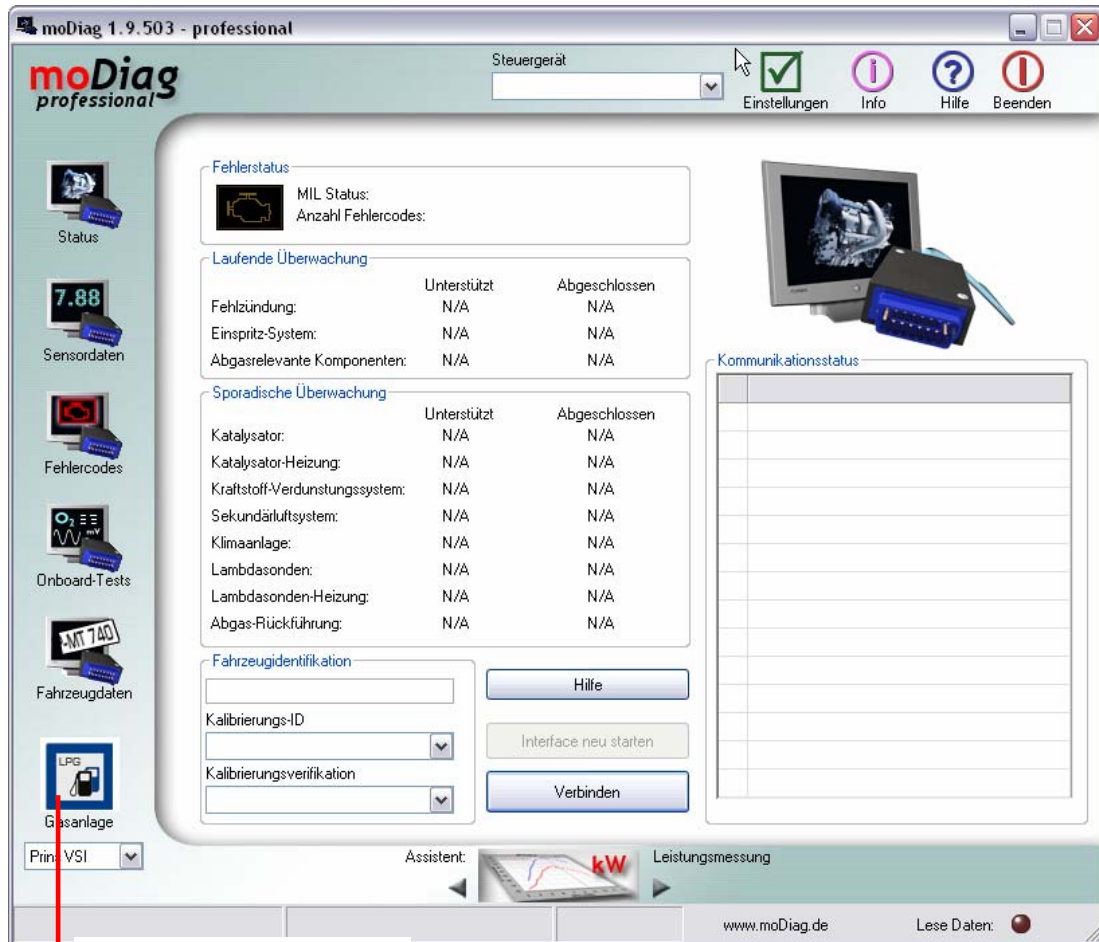 moDiag 1.9.503 - professional
moDiag
professional
Steuergerät
Einstellungen
Info
Hilfe
Beenden
Status
7.88
Sensordaten
Fehlercodes
O₂
mV
Onboard-Tests
-MT 740
Fahrzeugdaten
LPG
Gasanlage
Prins VSI
Fehlerstatus
MIL Status:
Anzahl Fehlercodes:
Laufende Überwachung
Unterstützt Abgeschlossen
Fehlzündung: N/A N/A
Einspritz-System: N/A N/A
Abgasrelevante Komponenten: N/A N/A
Sporadische Überwachung
Unterstützt Abgeschlossen
Katalysator: N/A N/A
Katalysator-Heizung: N/A N/A
Kraftstoff-Verdunstungssystem: N/A N/A
Sekundärluftsystem: N/A N/A
Klimaanlage: N/A N/A
Lambdasonden: N/A N/A
Lambdasonden-Heizung: N/A N/A
Abgas-Rückführung: N/A N/A
Fahrzeugidentifikation
Kalibrierungs-ID
Kalibrierungsverifikation
Hilfe
Interface neu starten
Verbinden
Kommunikationsstatus
Assistent:
kW
Leistungsmessung
www.moDiag.de
Lese Daten: